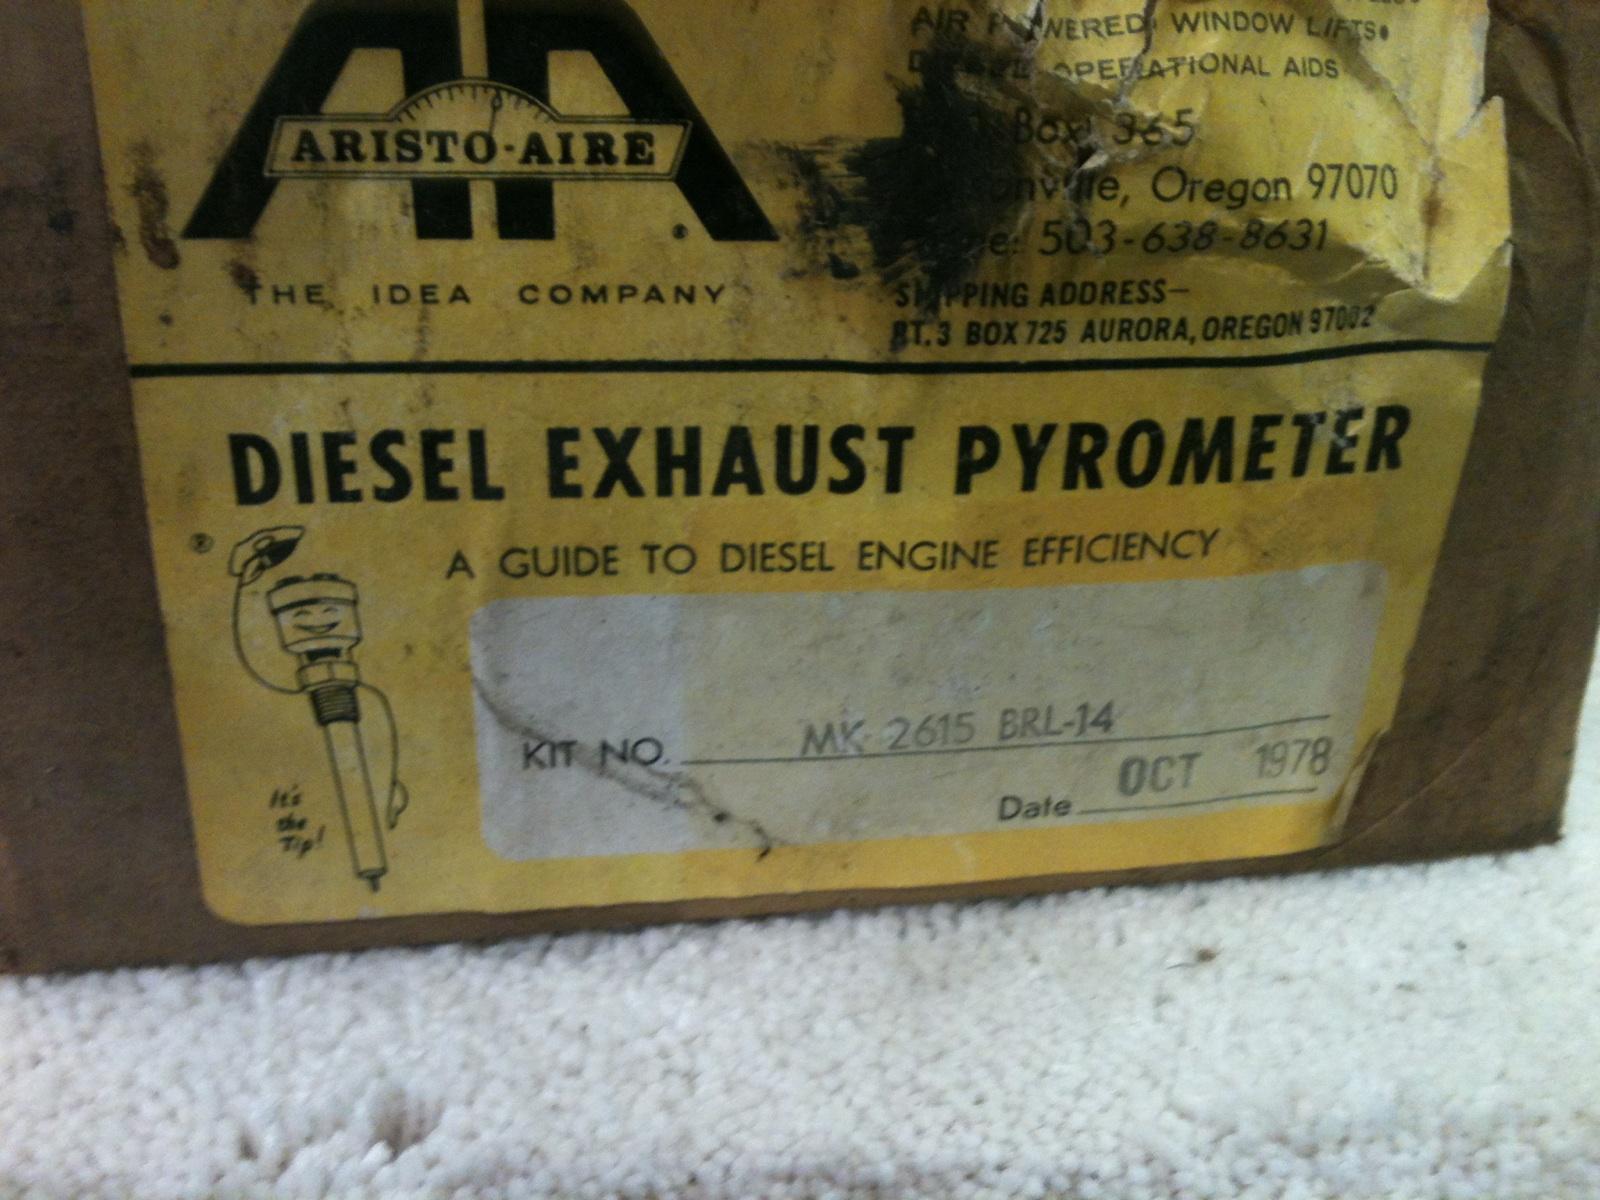 ARISTO-AIRE
THE IDEA COMPANY
AIR POWERED WINDOW LIFTS
OPERATIONAL AIDS
Box 365
Oregon 97070
503-638-8631
SHIPPING ADDRESS—
RT. 3 BOX 725 AURORA, OREGON 97002
DIESEL EXHAUST PYROMETER
®
A GUIDE TO DIESEL ENGINE EFFICIENCY
KIT NO. MK 2615 BRL-14
Date OCT 1978
It's
the
Tip!